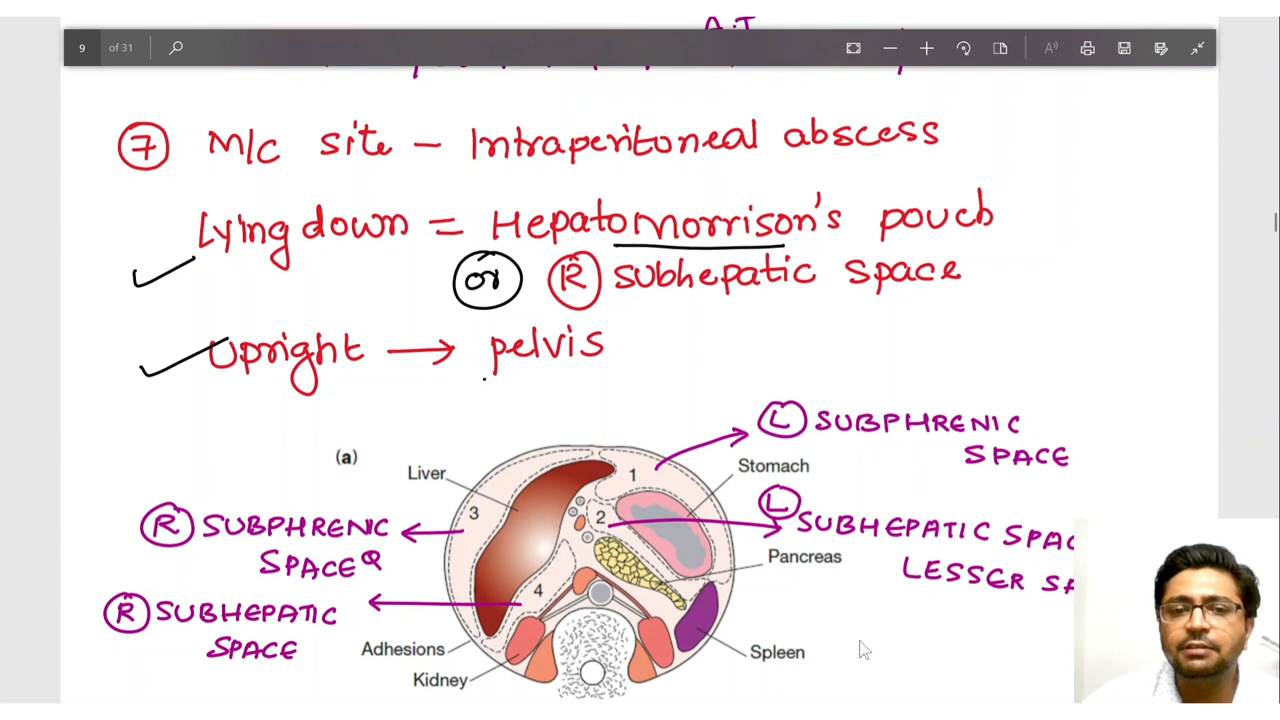 A.T
9 of 31
⑦ M/C site - Intraperitoneal abscess
Lying down = Hepatomorrison's pouch
or Ⓡ subhepatic space
Upright → pelvis
Ⓛ SUBPHRENIC
SPACE
(a)
Liver
1
Stomach
3
2
Ⓛ
SUBHEPATIC SPAC
LESSER SA
Ⓡ SUBPHRENIC
SPACE
Pancreas
4
Ⓡ SUBHEPATIC
SPACE
Adhesions
Kidney
Spleen